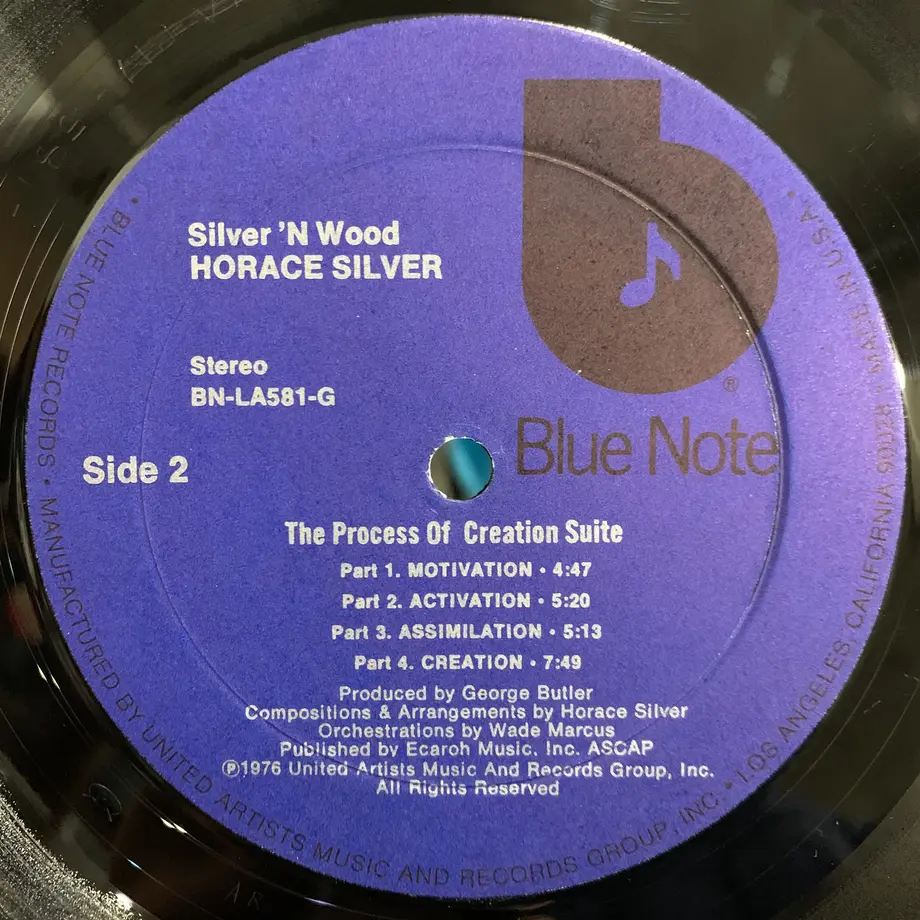 Silver 'N Wood
HORACE SILVER
Stereo
BN-LA581-G
®
Blue Note
Side 2
The Process Of Creation Suite
Part 1. MOTIVATION • 4:47
Part 2. ACTIVATION • 5:20
Part 3. ASSIMILATION • 5:13
Part 4. CREATION • 7:49
Produced by George Butler
Compositions & Arrangements by Horace Silver
Orchestrations by Wade Marcus
Published by Ecaroh Music, Inc. ASCAP
℗1976 United Artists Music And Records Group, Inc.
All Rights Reserved
• BLUE NOTE RECORDS • MANUFACTURED BY UNITED ARTISTS MUSIC AND RECORDS GROUP, INC. • LOS ANGELES, CALIFORNIA 90028 • MADE IN U.S.A. •